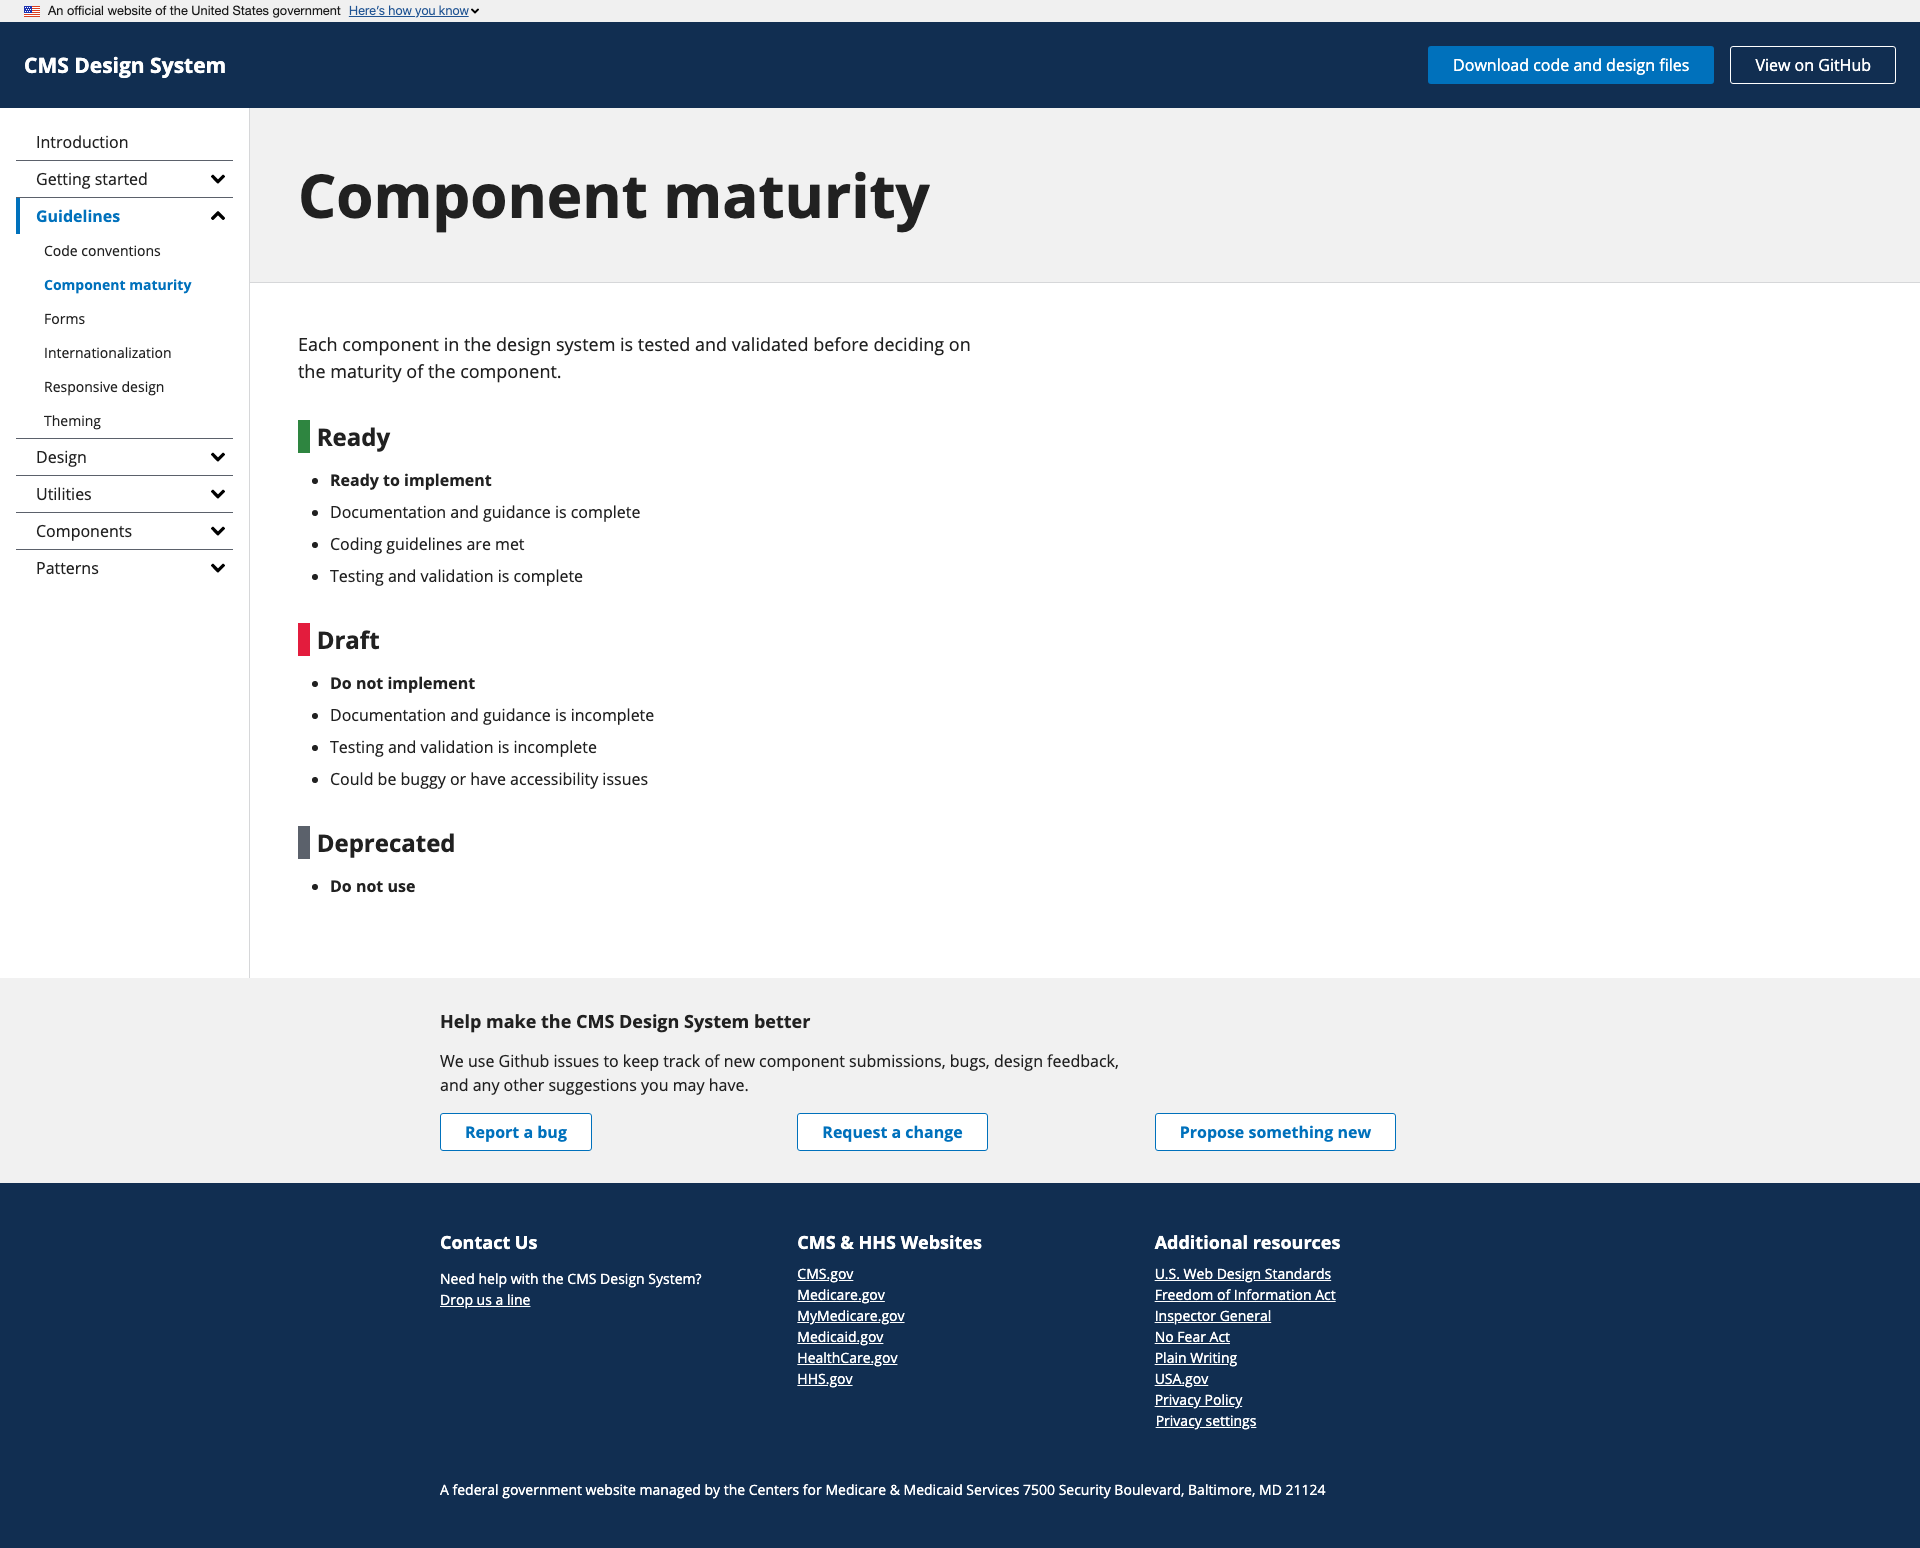 An official website of the United States government Here's how you know
CMS Design System
Download code and design files
View on GitHub
Introduction
Getting started
Guidelines
Code conventions
Component maturity
Forms
Internationalization
Responsive design
Theming
Design
Utilities
Components
Patterns
Component maturity
Each component in the design system is tested and validated before deciding on
the maturity of the component.
Ready
Ready to implement
Documentation and guidance is complete
Coding guidelines are met
Testing and validation is complete
Draft
Do not implement
Documentation and guidance is incomplete
Testing and validation is incomplete
Could be buggy or have accessibility issues
Deprecated
Do not use
Help make the CMS Design System better
We use Github issues to keep track of new component submissions, bugs, design feedback,
and any other suggestions you may have.
Report a bug
Request a change
Propose something new
Contact Us
Need help with the CMS Design System?
Drop us a line
CMS & HHS Websites
CMS.gov
Medicare.gov
MyMedicare.gov
Medicaid.gov
HealthCare.gov
HHS.gov
Additional resources
U.S. Web Design Standards
Freedom of Information Act
Inspector General
No Fear Act
Plain Writing
USA.gov
Privacy Policy
Privacy settings
A federal government website managed by the Centers for Medicare & Medicaid Services 7500 Security Boulevard, Baltimore, MD 21124